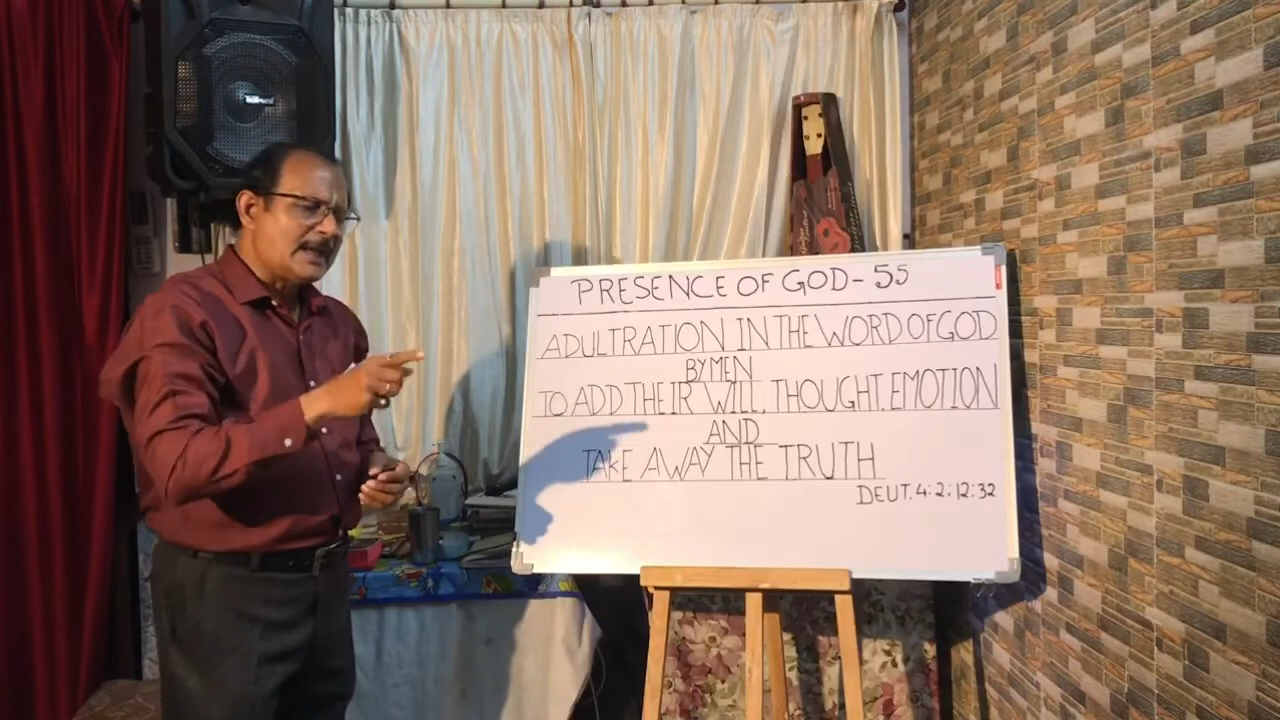 PRESENCE OF GOD - 55
ADULTRATION IN THE WORD OF GOD
BY MEN
TO ADD THEIR WILL, THOUGHT, EMOTION
AND
TAKE AWAY THE TRUTH
DEUT. 4:2; 12:32